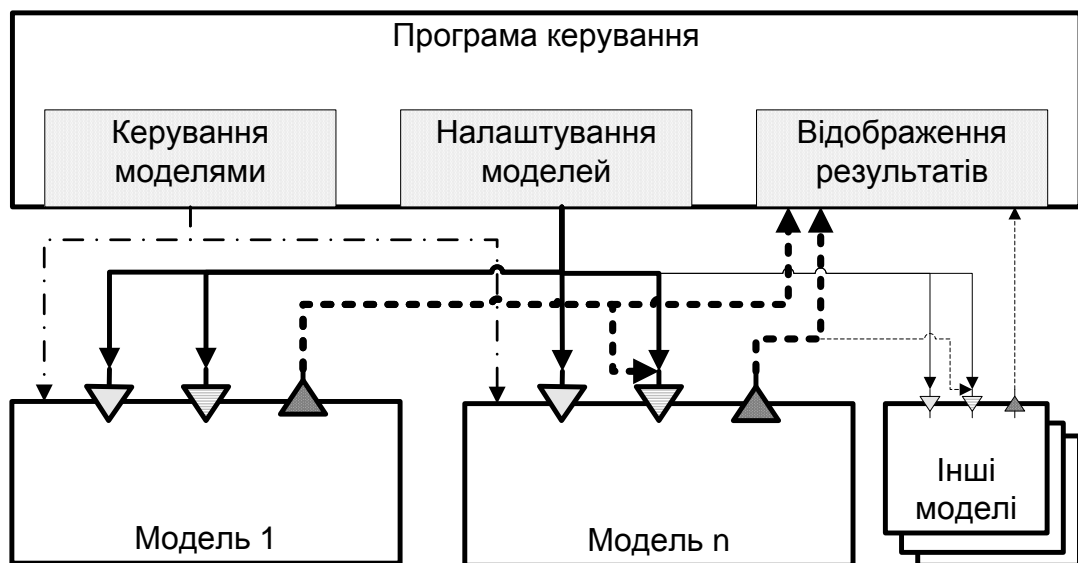 Програма керування
Керування
моделями
Налаштування
моделей
Відображення
результатів
Модель 1
Модель n
Інші
моделі